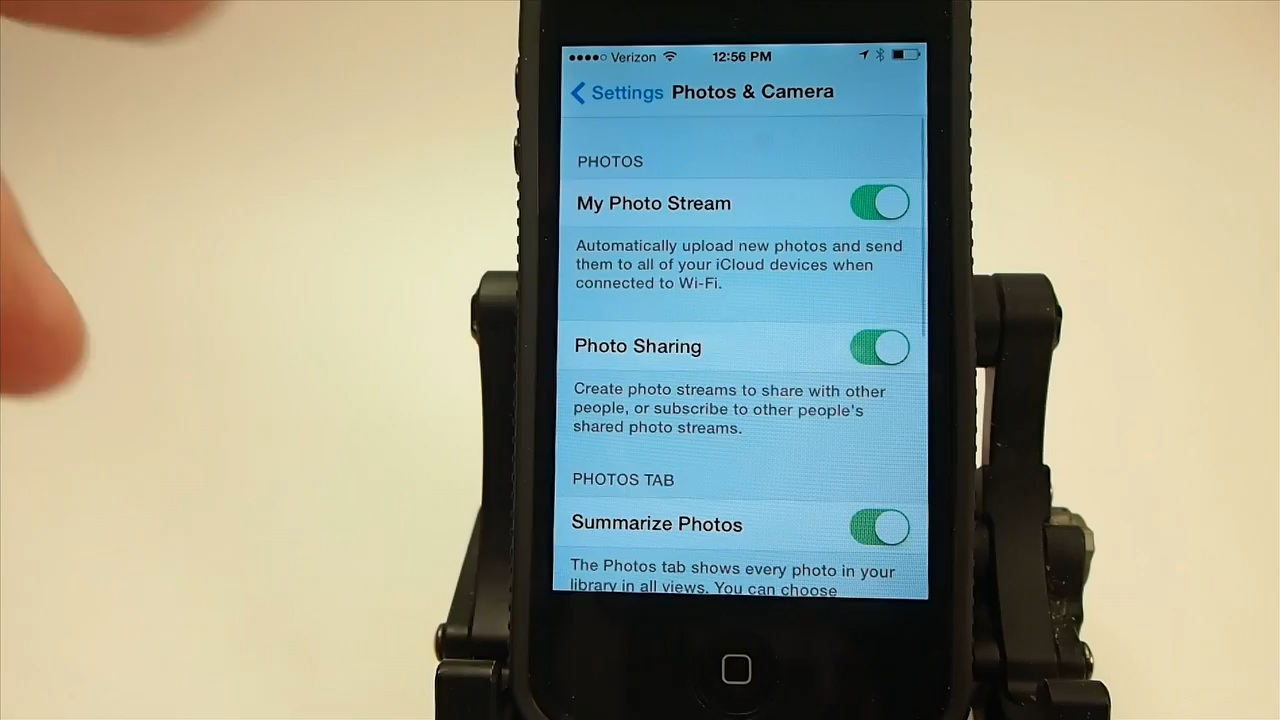 Verizon 12:56 PM
Settings Photos & Camera
PHOTOS
My Photo Stream
Automatically upload new photos and send
them to all of your iCloud devices when
connected to Wi-Fi.
Photo Sharing
Create photo streams to share with other
people, or subscribe to other people's
shared photo streams.
PHOTOS TAB
Summarize Photos
The Photos tab shows every photo in your
library in all views. You can choose